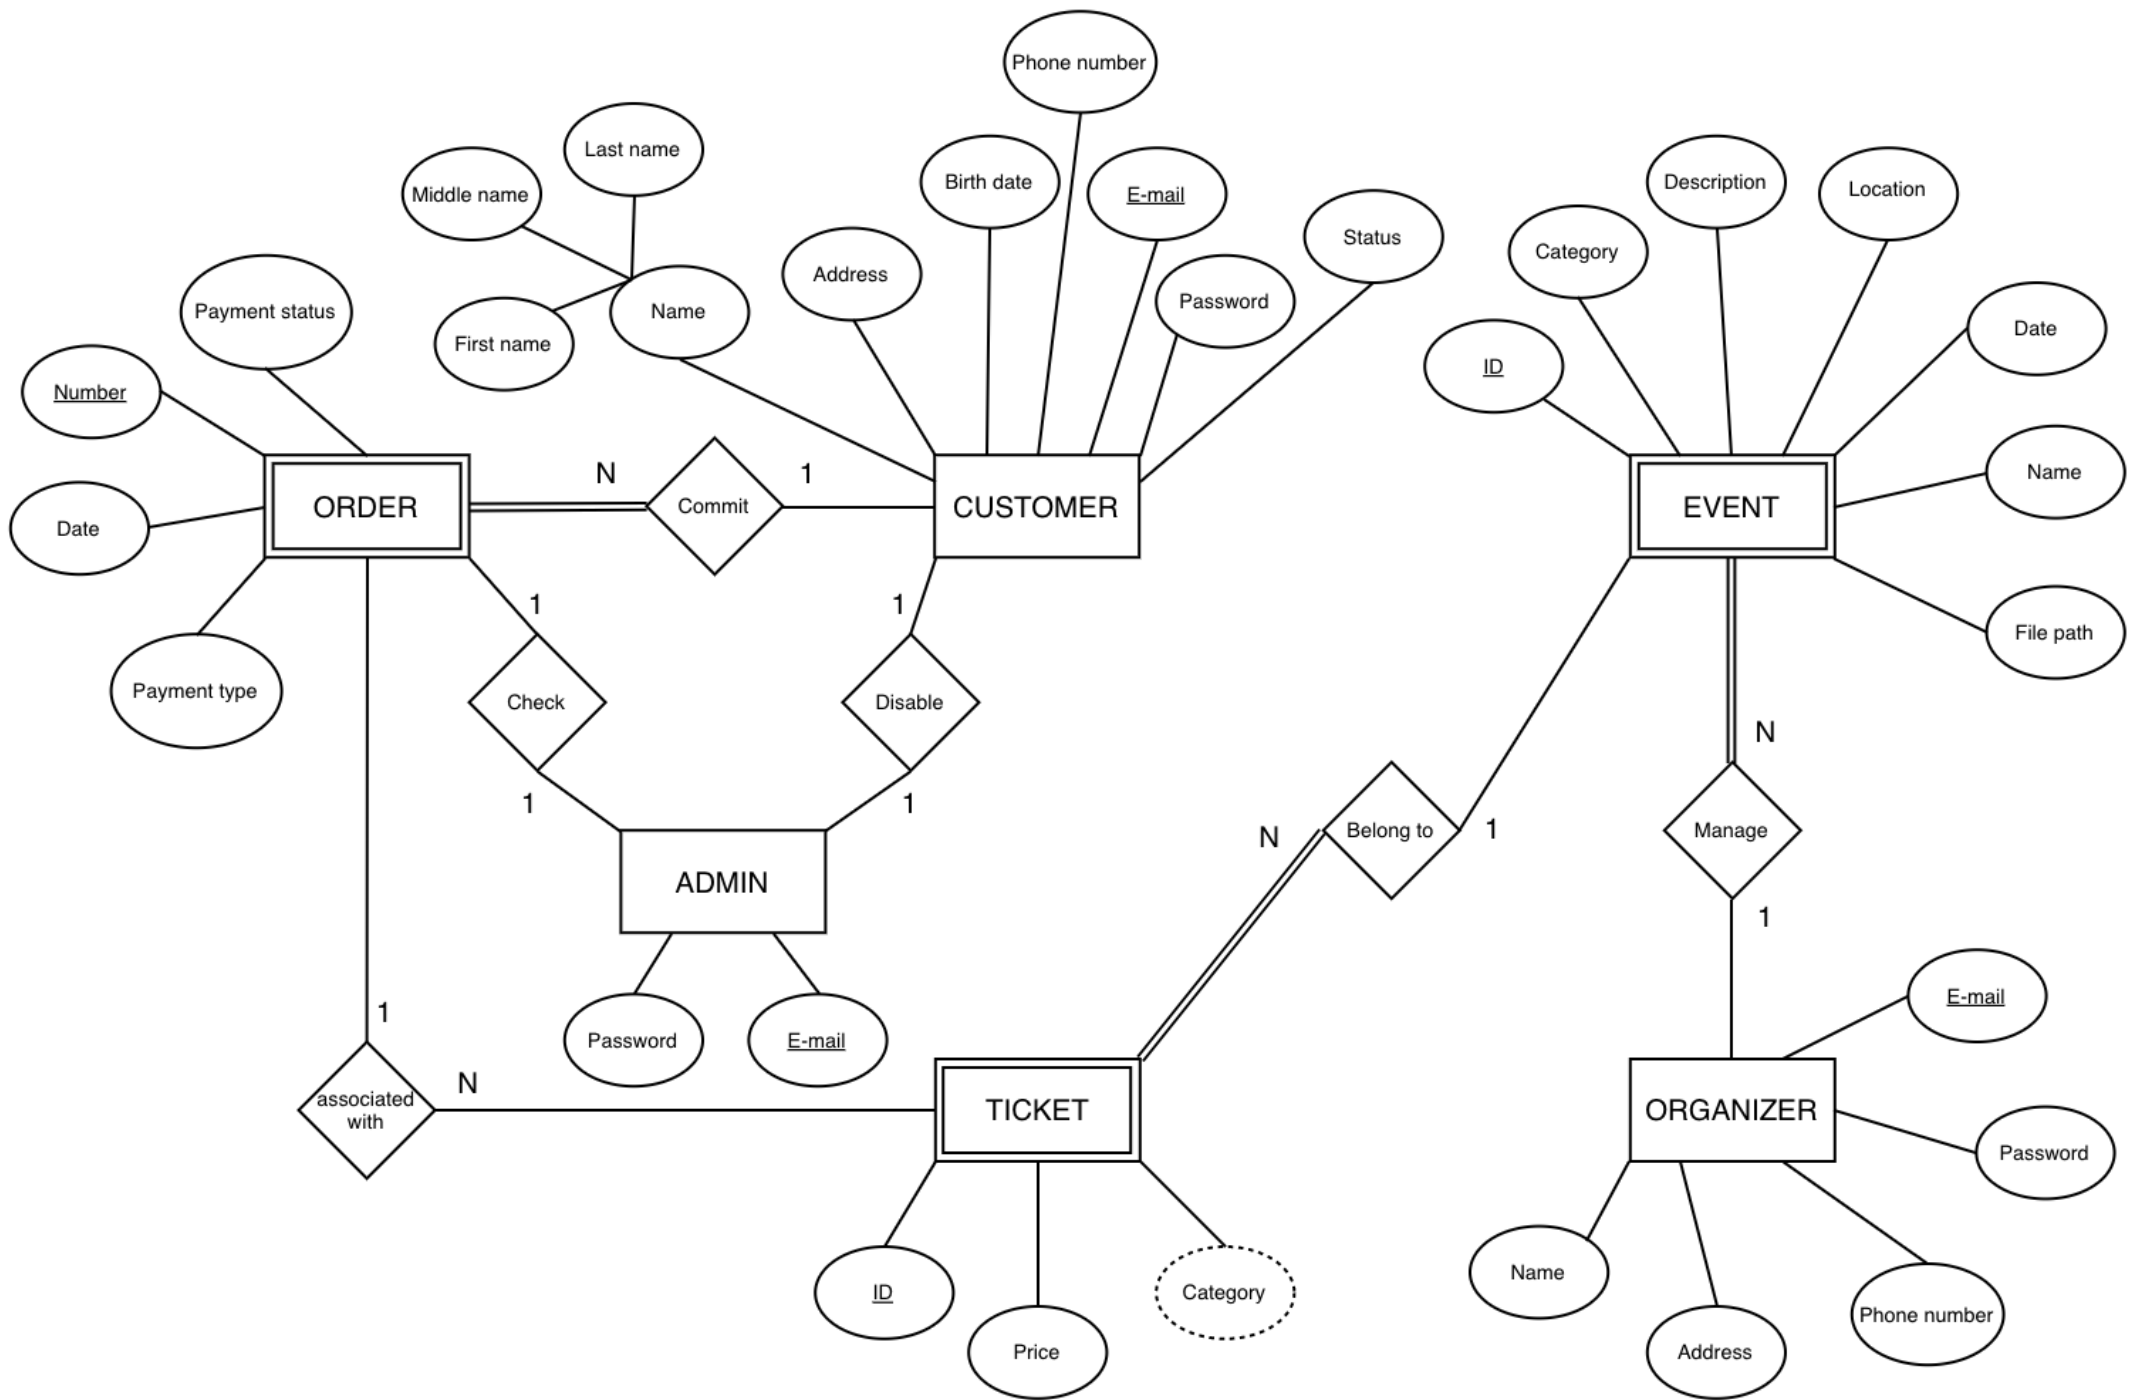 Phone number
Last name
Middle name
Birth date
E-mail
Description
Location
Status
Category
Address
Password
Payment status
Name
First name
Date
ID
Number
N
1
Name
ORDER
Commit
CUSTOMER
EVENT
Date
1
1
File path
Payment type
Check
Disable
N
1
1
N
Belong to
1
Manage
ADMIN
1
E-mail
1
Password
E-mail
N
associated
with
TICKET
ORGANIZER
Password
ID
Price
Category
Name
Address
Phone number